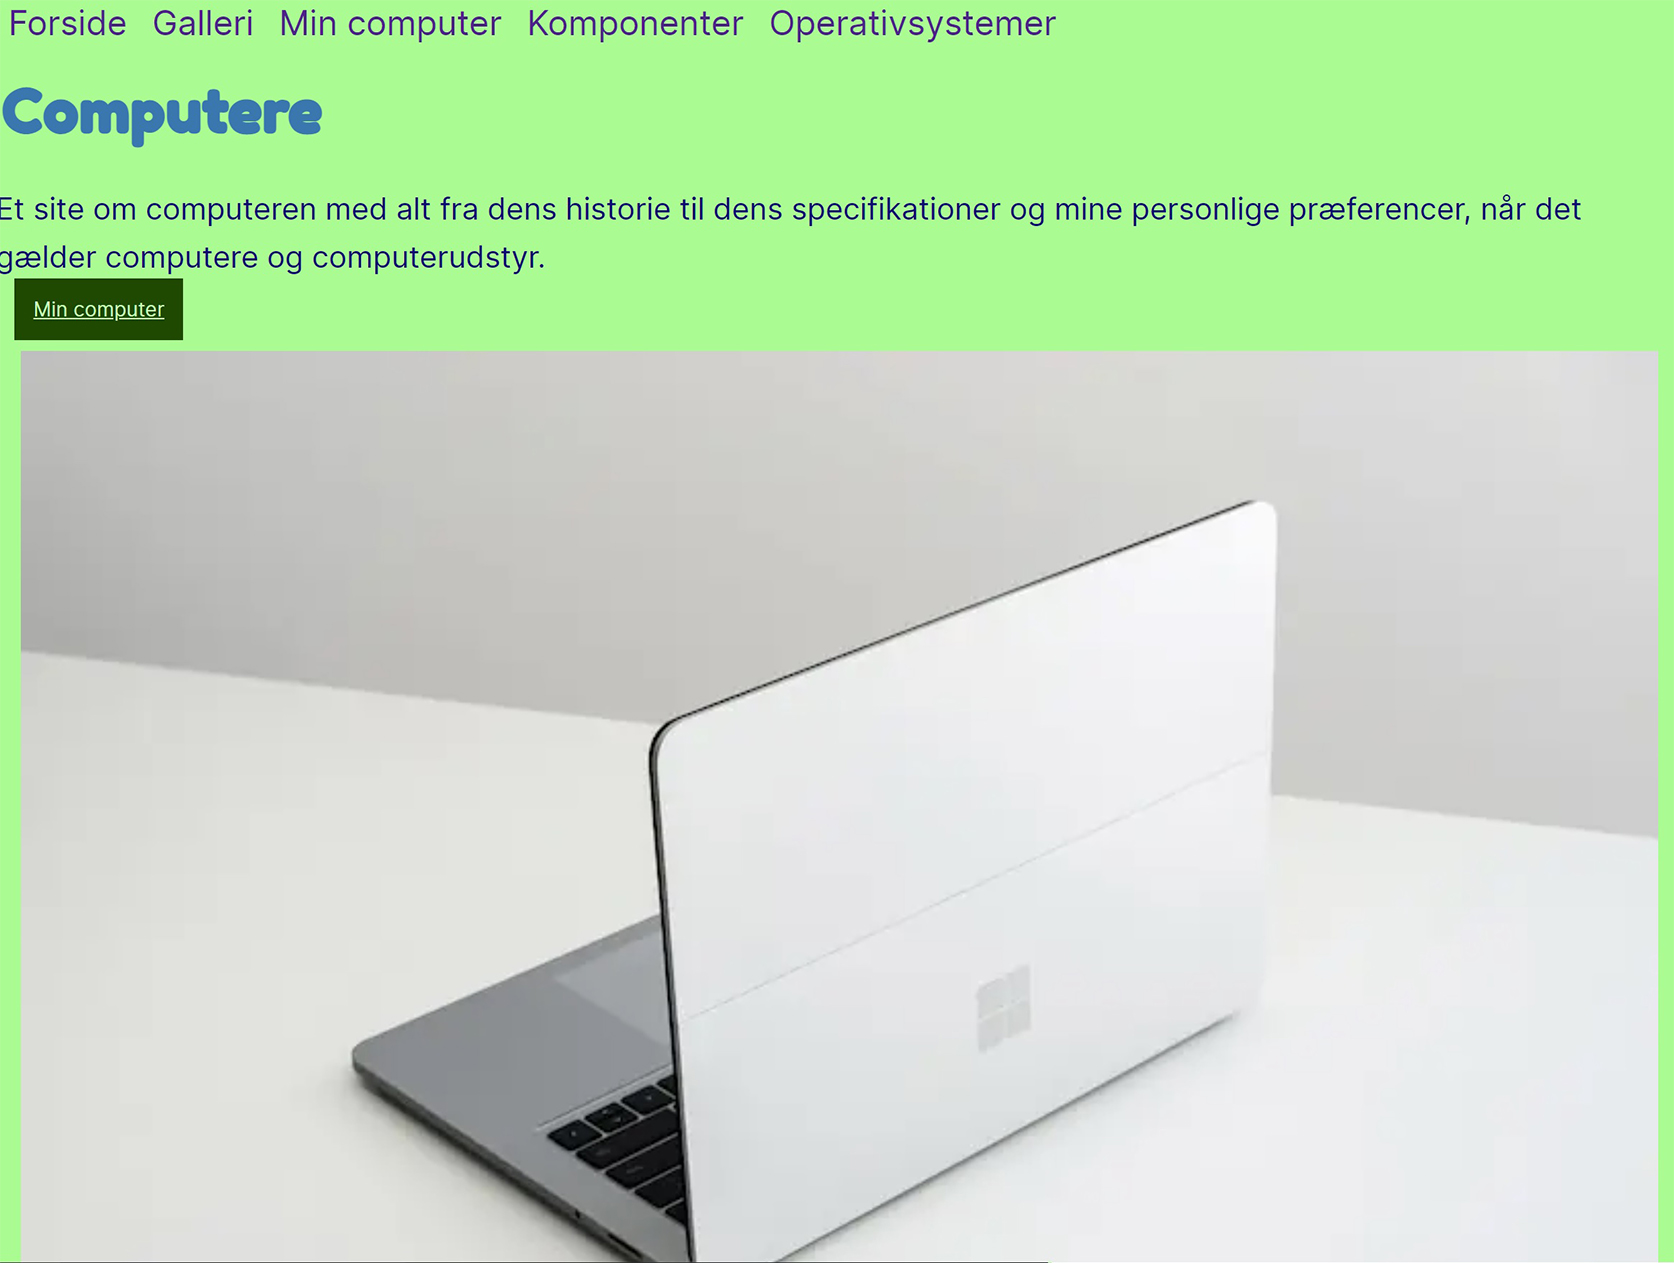 Forside Galleri Min computer Komponenter Operativsystemer
Computere
Et site om computeren med alt fra dens historie til dens specifikationer og mine personlige præferencer, når det
gælder computere og computerudstyr.
Min computer